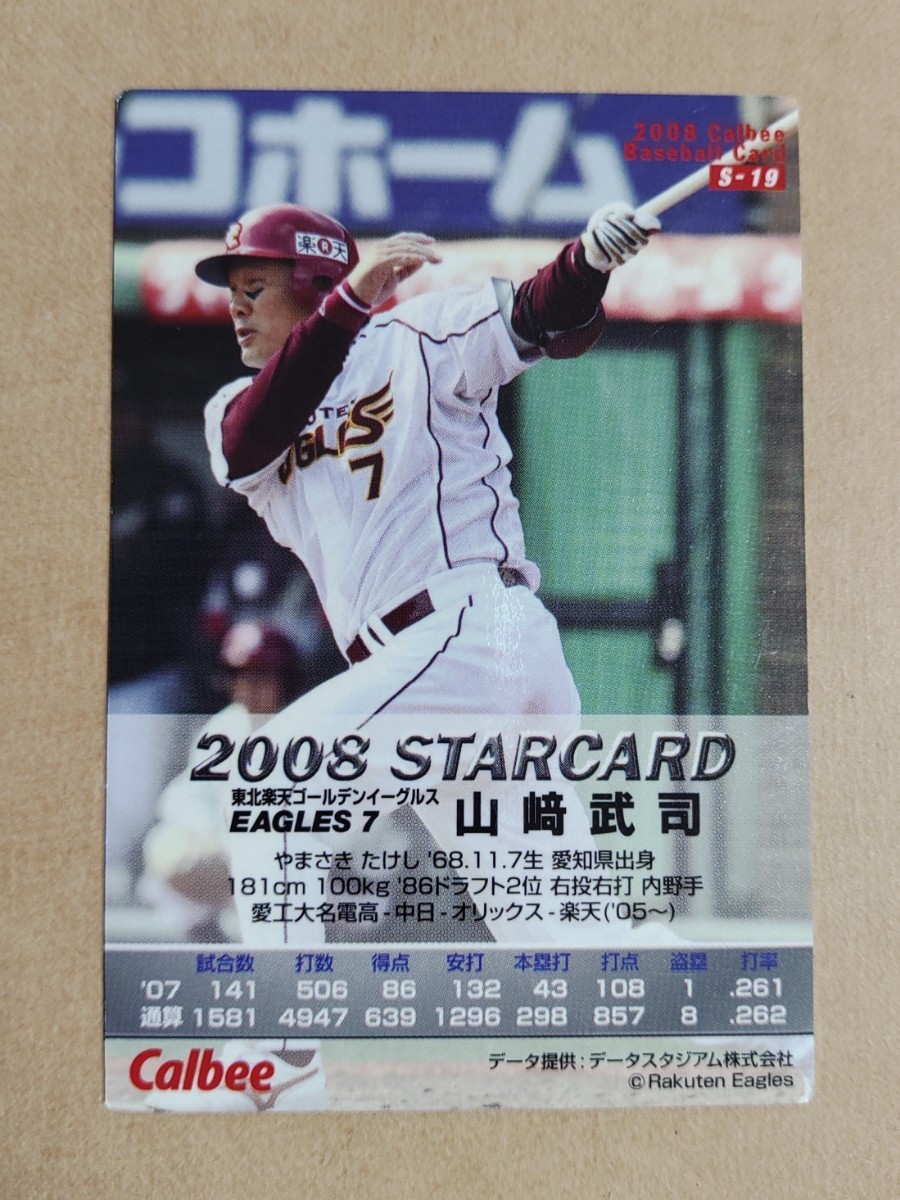 コホーム
2008 Calbee
Baseball Card
S-19
楽R天
7
2008 STARCARD
東北楽天ゴールデンイーグルス
EAGLES 7 山﨑武司
やまさき たけし '68.11.7生 愛知県出身
181cm 100kg '86ドラフト2位 右投右打 内野手
愛工大名電高-中日-オリックス-楽天('05〜)
試合数 打数 得点 安打 本塁打 打点 盗塁 打率
'07 141 506 86 132 43 108 1 .261
通算 1581 4947 639 1296 298 857 8 .262
Calbee
データ提供:データスタジアム株式会社
©Rakuten Eagles